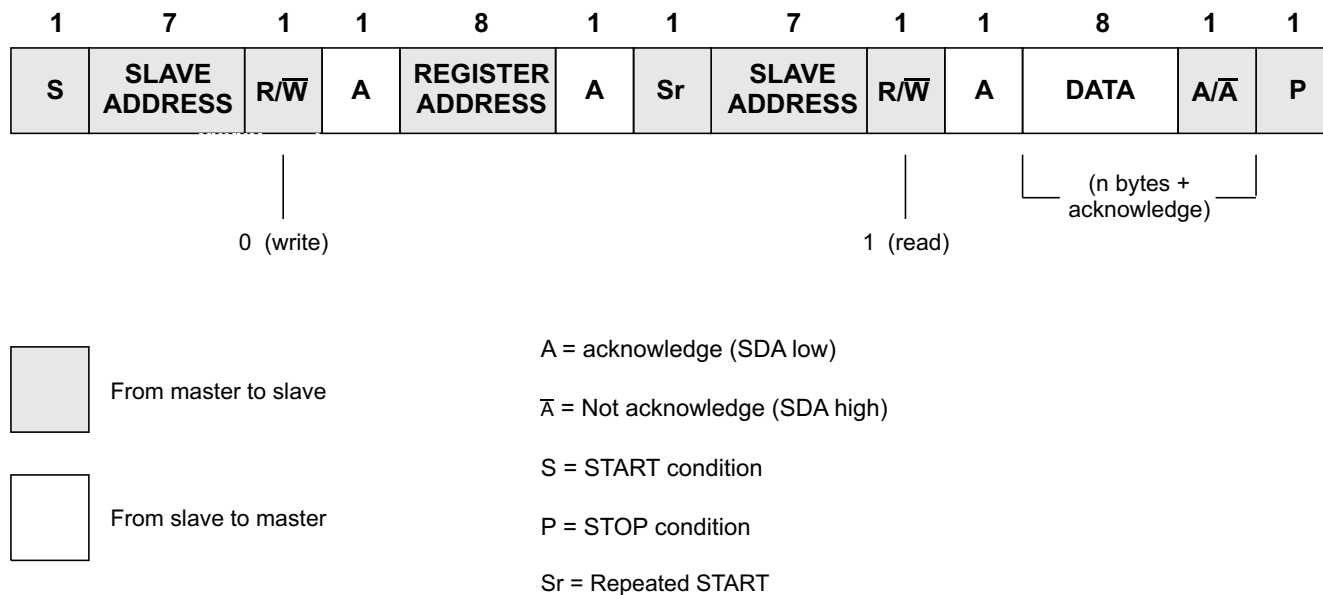 1 7 1 1 8 1 1 7 1 1 8 1 1
S SLAVE ADDRESS R/W̅ A REGISTER ADDRESS A Sr SLAVE ADDRESS R/W̅ A DATA A/A̅ P
(n bytes +
acknowledge)
0 (write)
1 (read)
From master to slave
From slave to master
A = acknowledge (SDA low)
A̅ = Not acknowledge (SDA high)
S = START condition
P = STOP condition
Sr = Repeated START